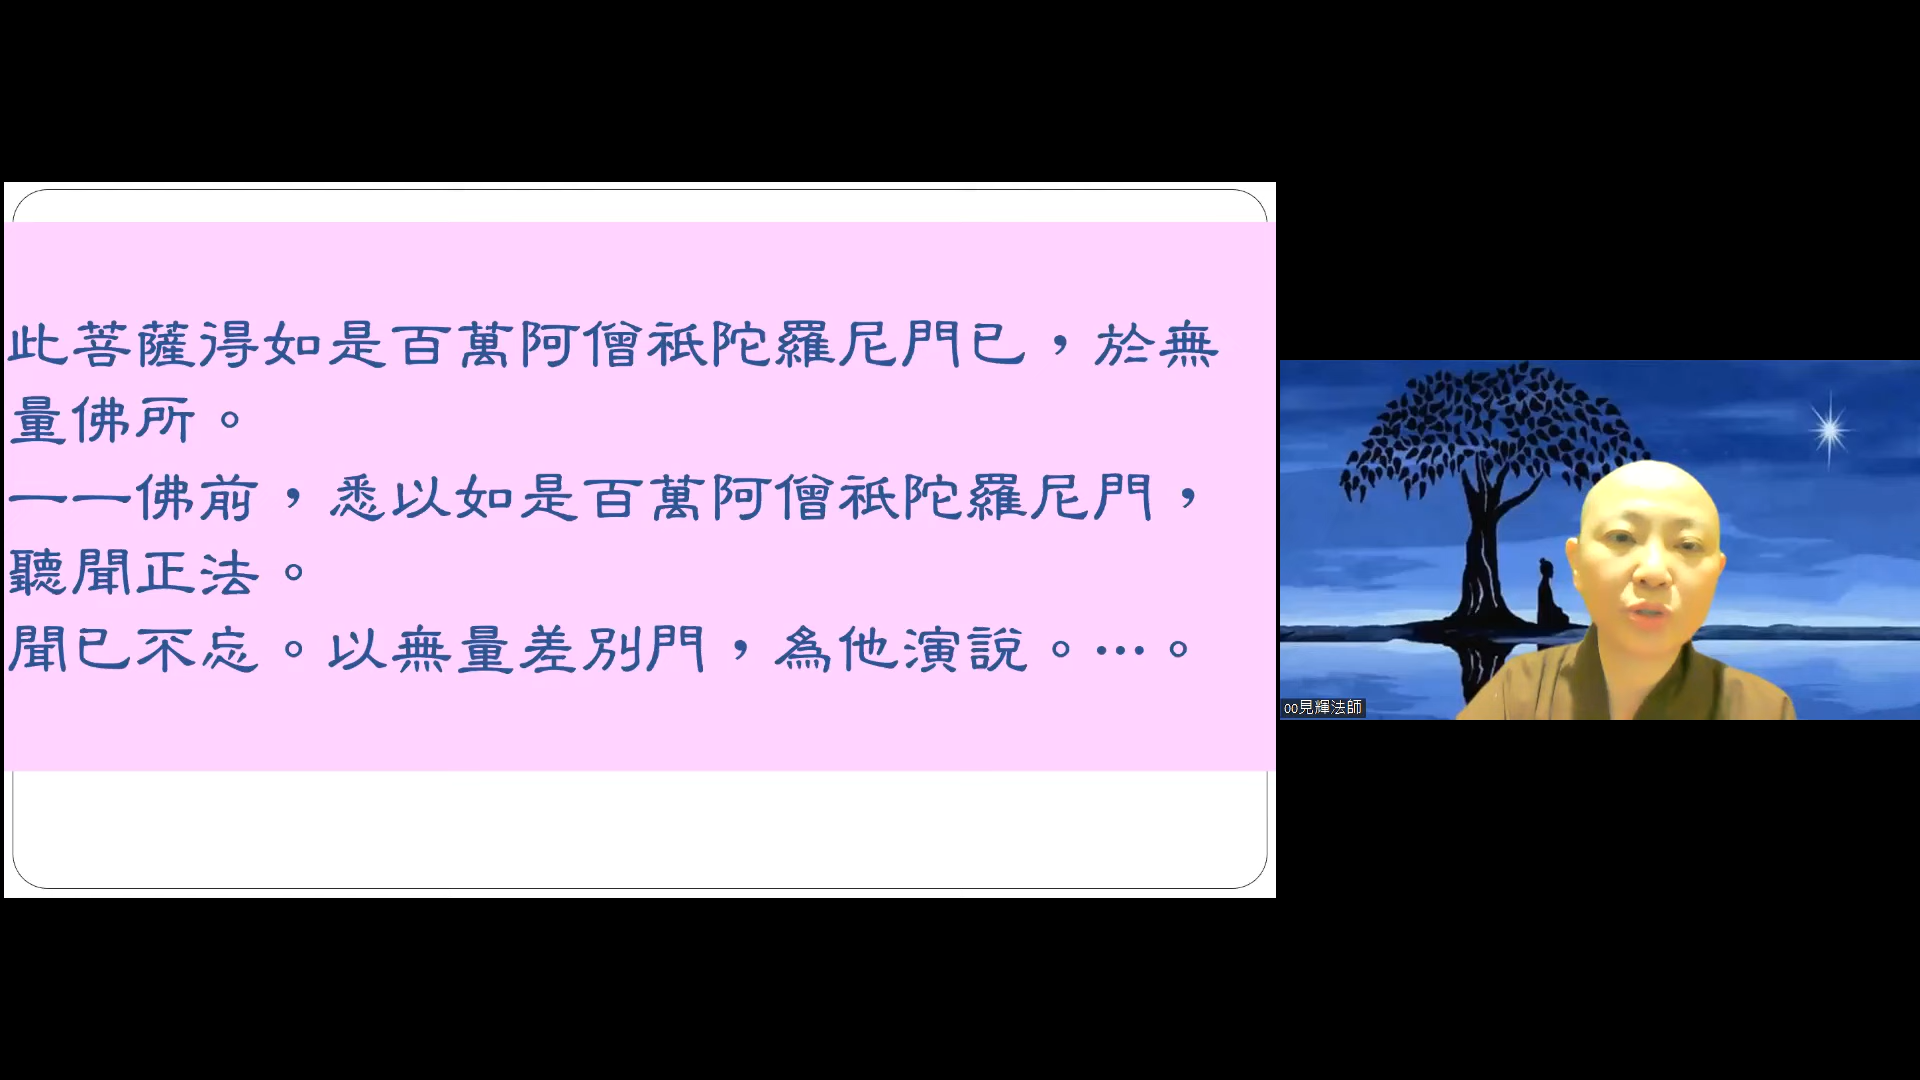 此菩薩得如是百萬阿僧祇陀羅尼門已，於無
量佛所。
一一佛前，悉以如是百萬阿僧祇陀羅尼門，
聽聞正法。
聞已不忘。以無量差別門，為他演說。…。
00見輝法師